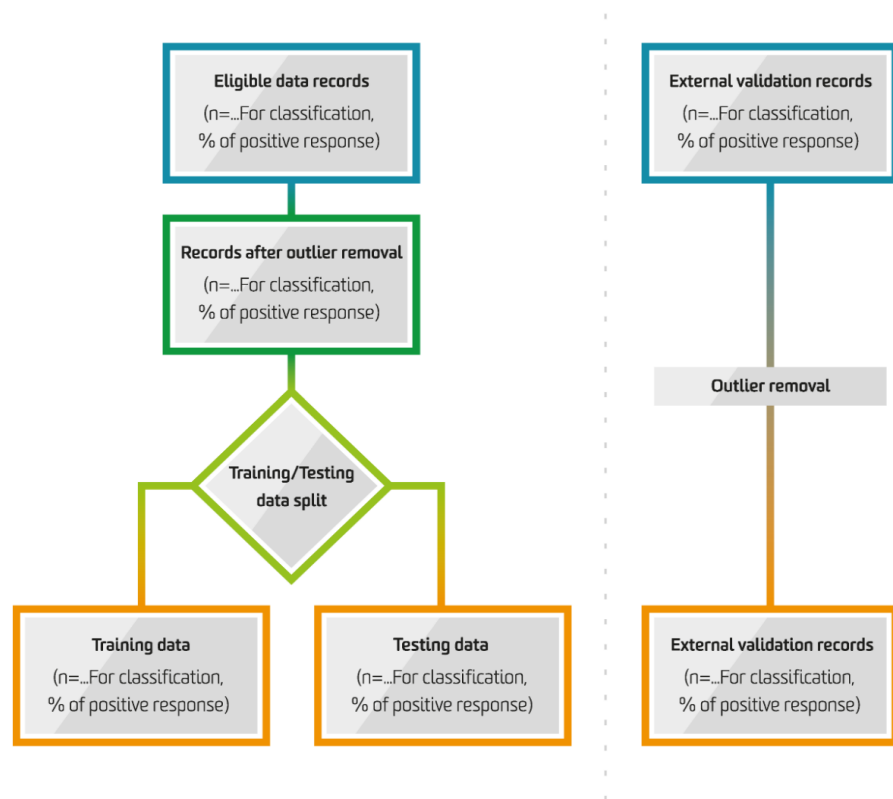 Eligible data records
(n=...For classification,
% of positive response)
Records after outlier removal
(n=...For classification,
% of positive response)
Training/Testing
data split
Training data
(n=...For classification,
% of positive response)
Testing data
(n=...For classification,
% of positive response)
External validation records
(n=...For classification,
% of positive response)
Outlier removal
External validation records
(n=...For classification,
% of positive response)